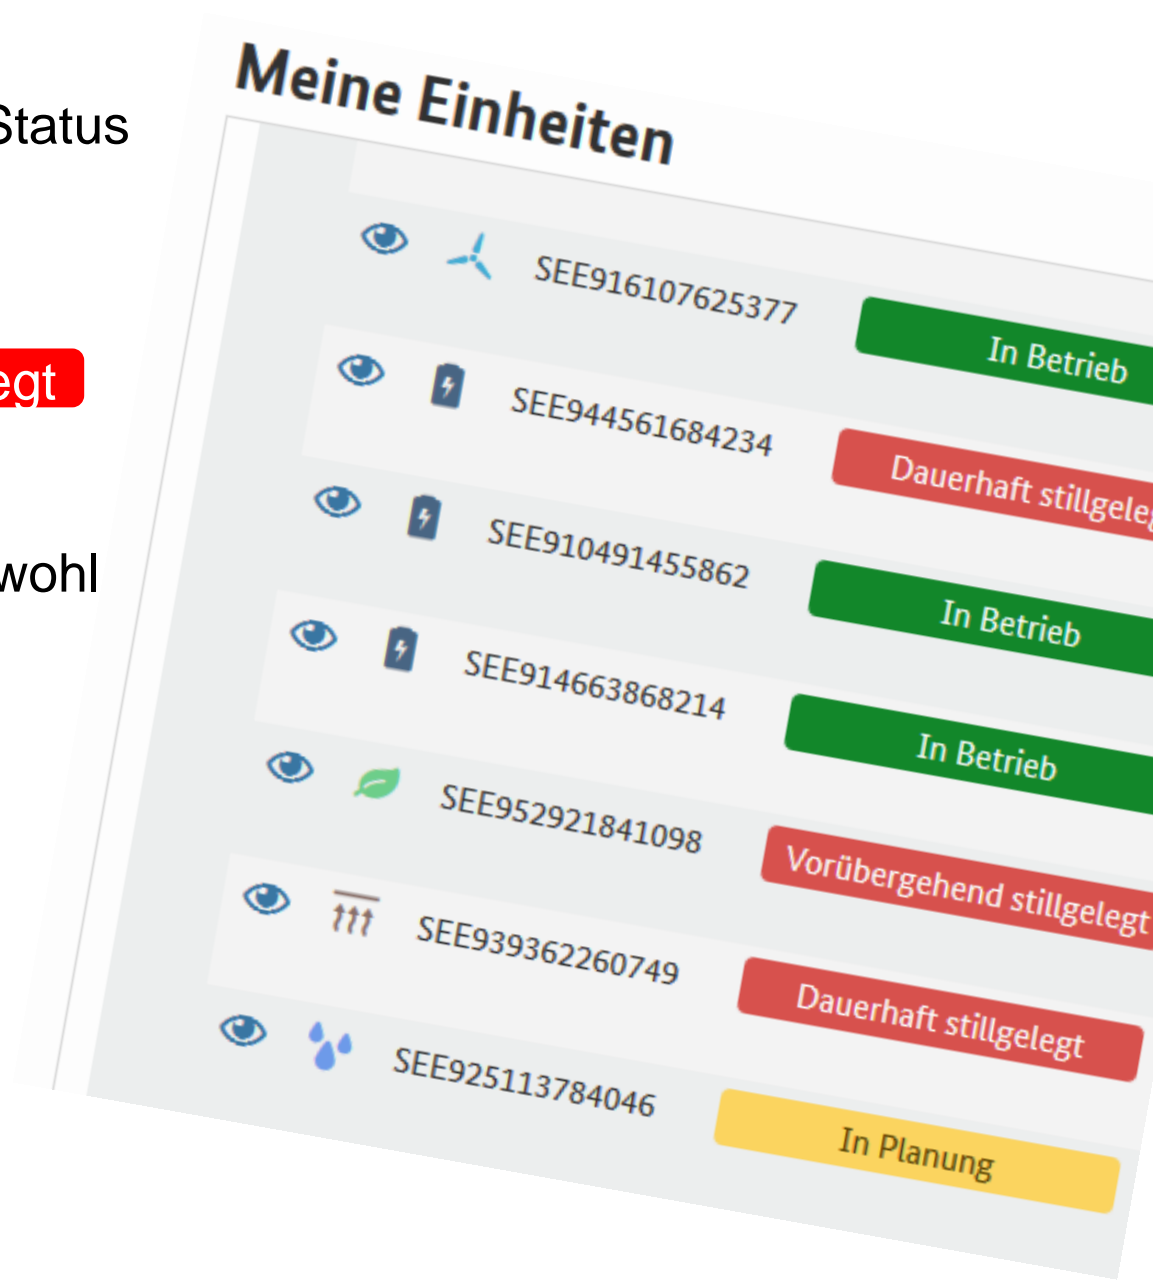 Status
egt
wohl
Meine Einheiten
SEE916107625377 In Betrieb
SEE944561684234 Dauerhaft stillgeleg
SEE910491455862 In Betrieb
SEE914663868214 In Betrieb
SEE952921841098 Vorübergehend stillgelegt
SEE939362260749 Dauerhaft stillgelegt
SEE925113784046 In Planung